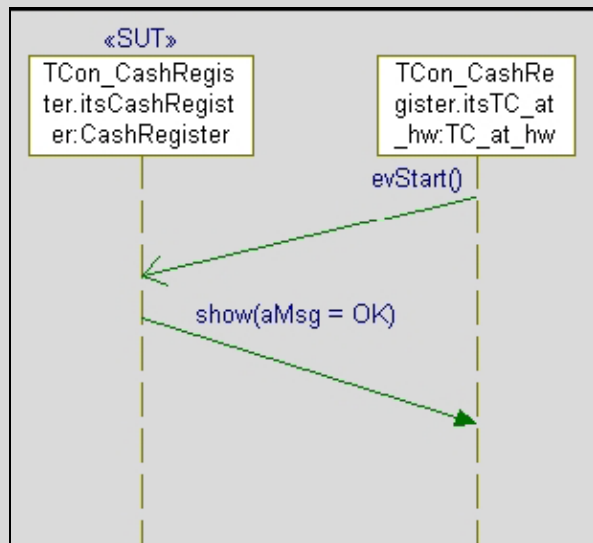 «SUT»
TCon_CashRegis
ter.itsCashRegist
er:CashRegister
TCon_CashRe
gister.itsTC_at
_hw:TC_at_hw
evStart()
show(aMsg = OK)